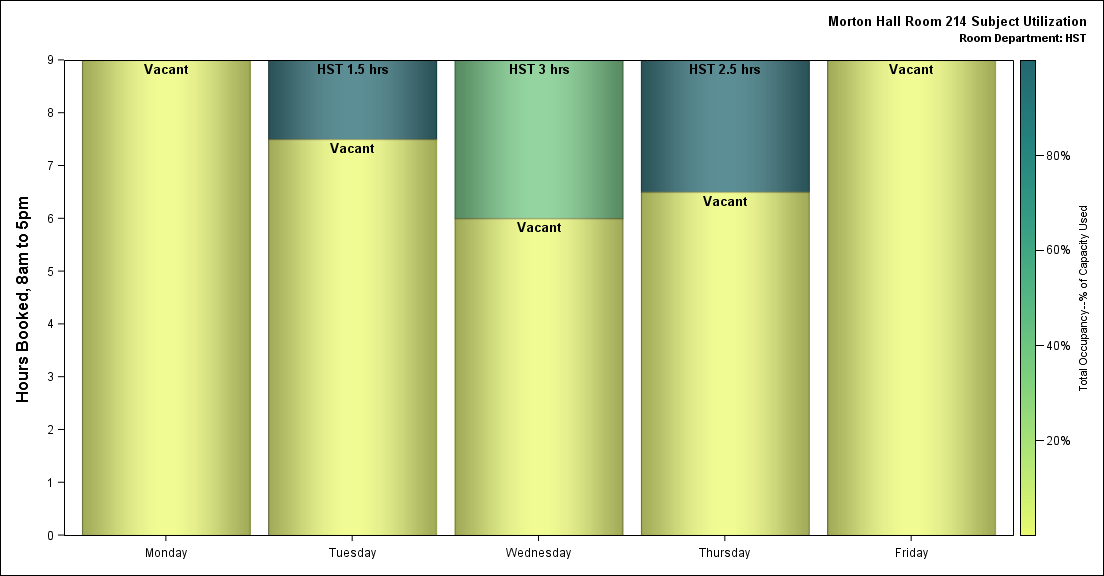 Morton Hall Room 214 Subject Utilization
Room Department: HST
Hours Booked, 8am to 5pm
9
8
7
6
5
4
3
2
1
0
Vacant
HST 1.5 hrs
Vacant
HST 3 hrs
Vacant
HST 2.5 hrs
Vacant
Vacant
Monday
Tuesday
Wednesday
Thursday
Friday
80%
60%
40%
20%
Total Occupancy--% of Capacity Used